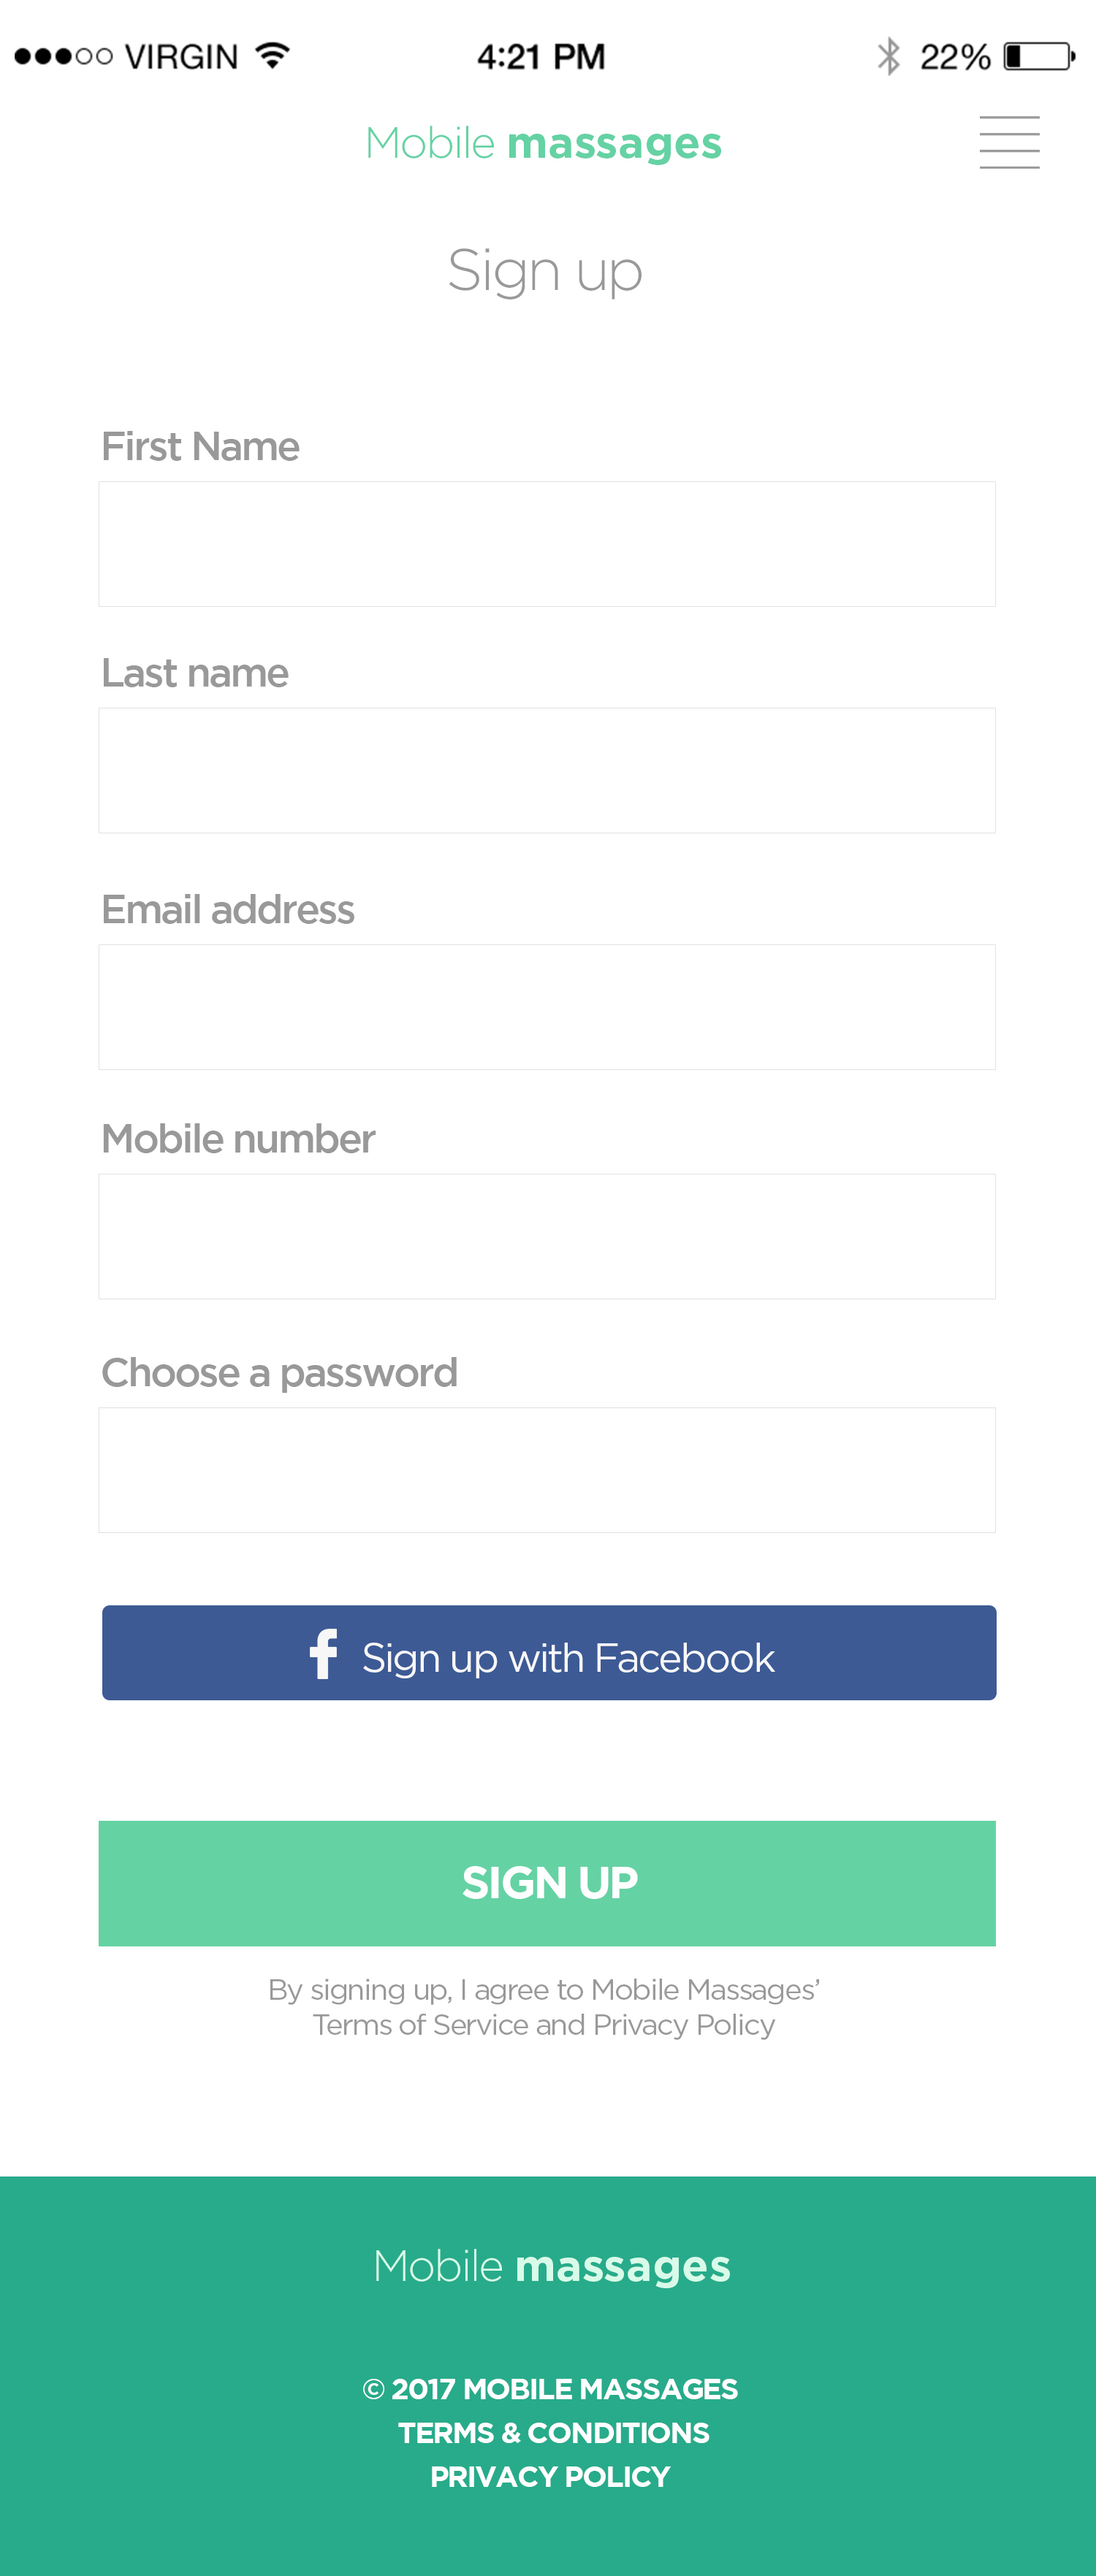 VIRGIN 4:21 PM 22%
Mobile massages
Sign up
First Name
Last name
Email address
Mobile number
Choose a password
f Sign up with Facebook
SIGN UP
By signing up, I agree to Mobile Massages’
Terms of Service and Privacy Policy
Mobile massages
© 2017 MOBILE MASSAGES
TERMS & CONDITIONS
PRIVACY POLICY